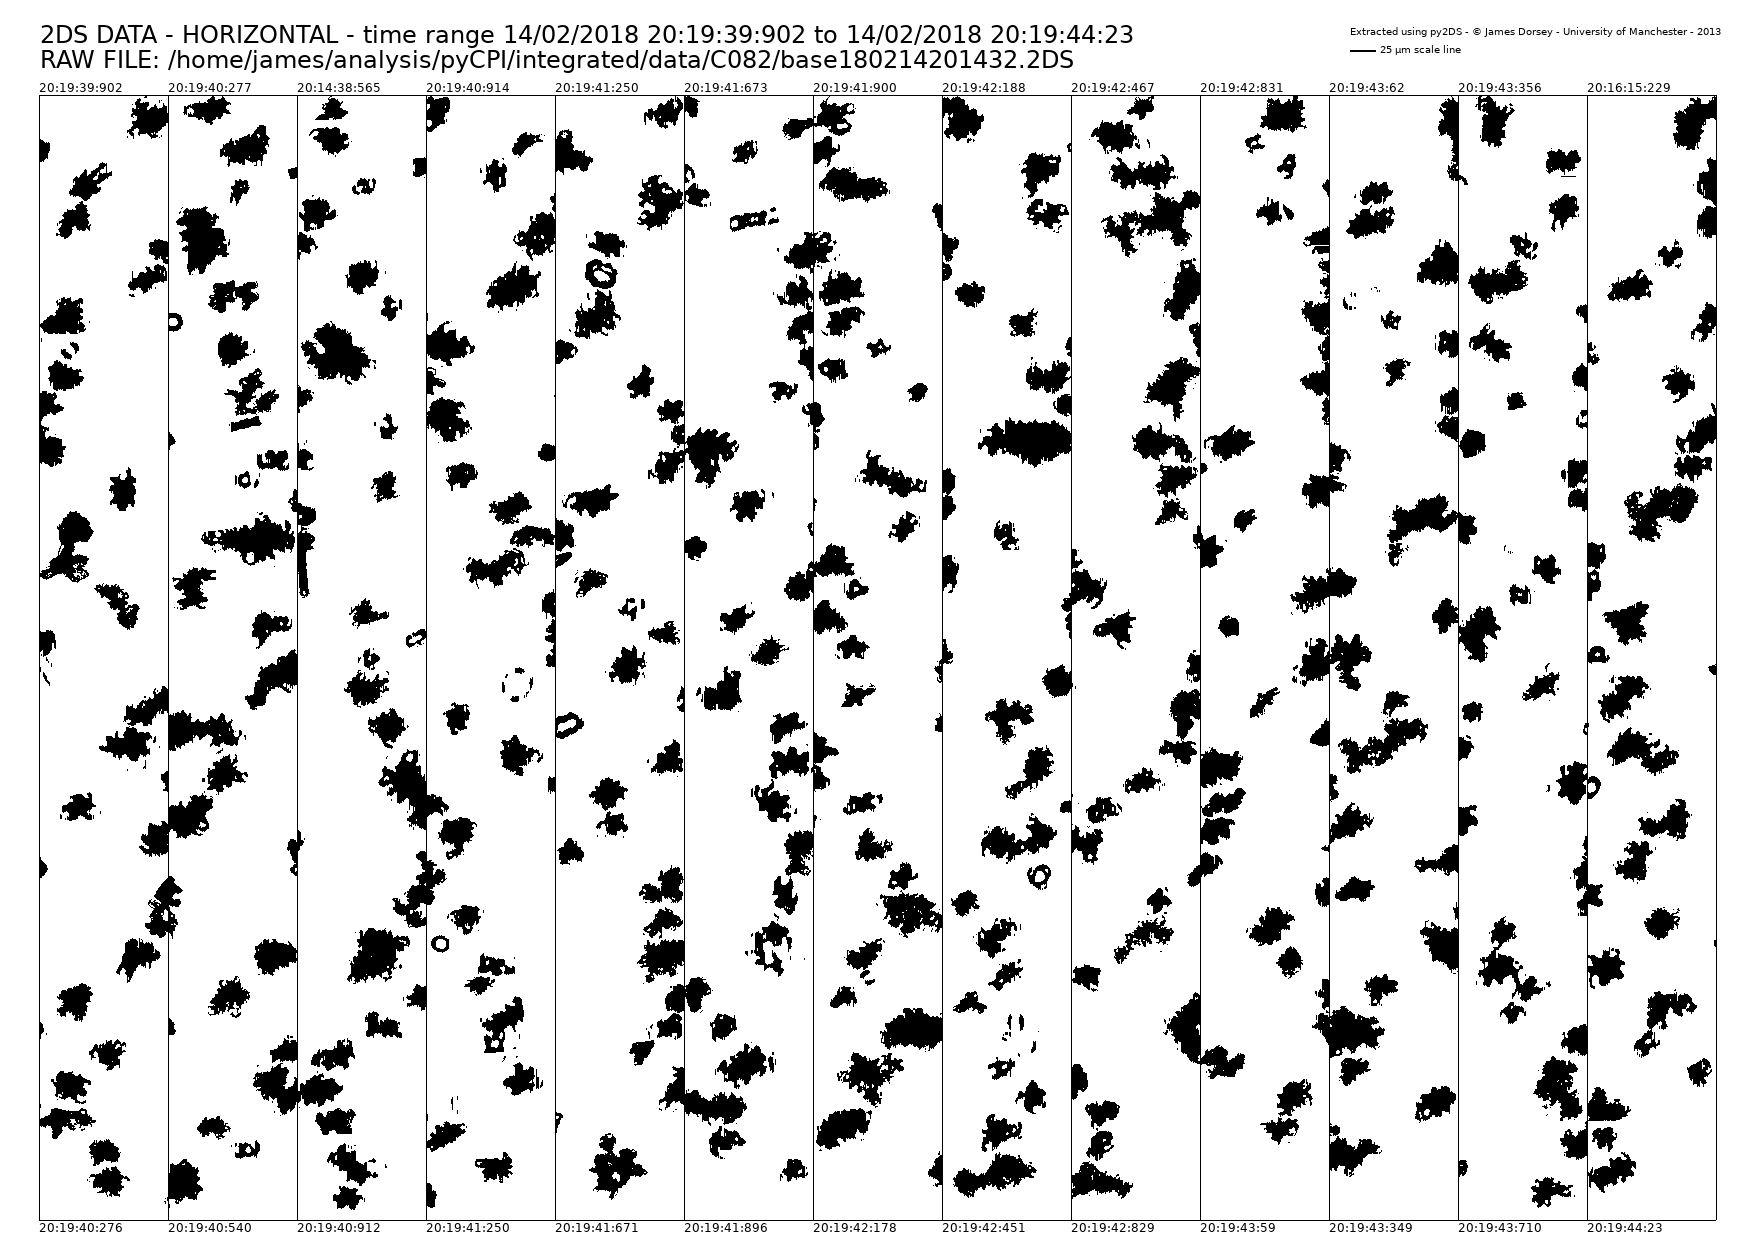 2DS DATA - HORIZONTAL - time range 14/02/2018 20:19:39:902 to 14/02/2018 20:19:44:23
RAW FILE: /home/james/analysis/pyCPI/integrated/data/C082/base180214201432.2DS
Extracted using py2DS - © James Dorsey - University of Manchester - 2013
25 µm scale line
20:19:39:902 20:19:40:277 20:14:38:565 20:19:40:914 20:19:41:250 20:19:41:673 20:19:41:900 20:19:42:188 20:19:42:467 20:19:42:831 20:19:43:62 20:19:43:356 20:16:15:229
20:19:40:276 20:19:40:540 20:19:40:912 20:19:41:250 20:19:41:671 20:19:41:896 20:19:42:178 20:19:42:451 20:19:42:829 20:19:43:59 20:19:43:349 20:19:43:710 20:19:44:23